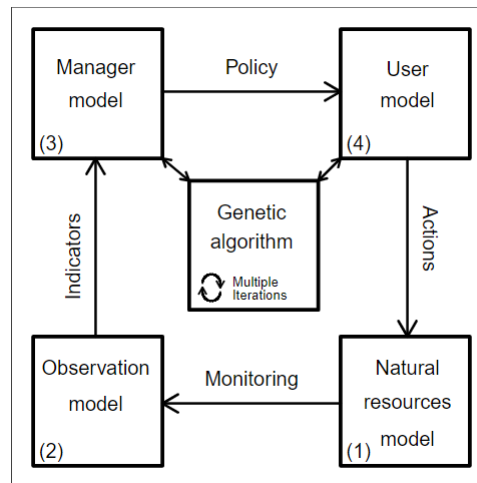 Manager
model
(3)
Policy
User
model
(4)
Genetic
algorithm
Multiple
Iterations
Indicators
Actions
Observation
model
(2)
Monitoring
Natural
resources
model
(1)